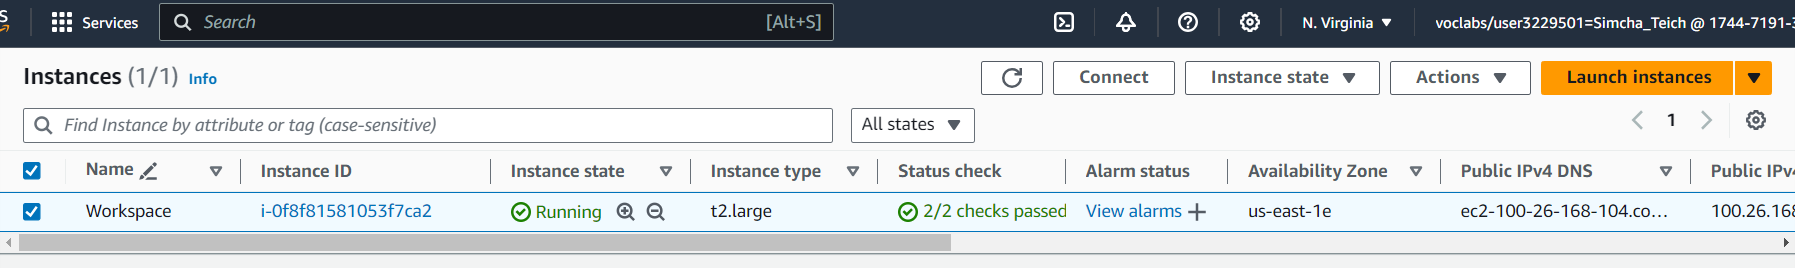 Services
Search [Alt+S]
N. Virginia
voclabs/user3229501=Simcha_Teich @ 1744-7191-
Instances (1/1) Info
Connect
Instance state
Actions
Launch instances
Find Instance by attribute or tag (case-sensitive)
All states
1
Name Instance ID Instance state Instance type Status check Alarm status Availability Zone Public IPv4 DNS Public IPv4
Workspace i-0f8f81581053f7ca2 Running t2.large 2/2 checks passed View alarms us-east-1e ec2-100-26-168-104.co... 100.26.168